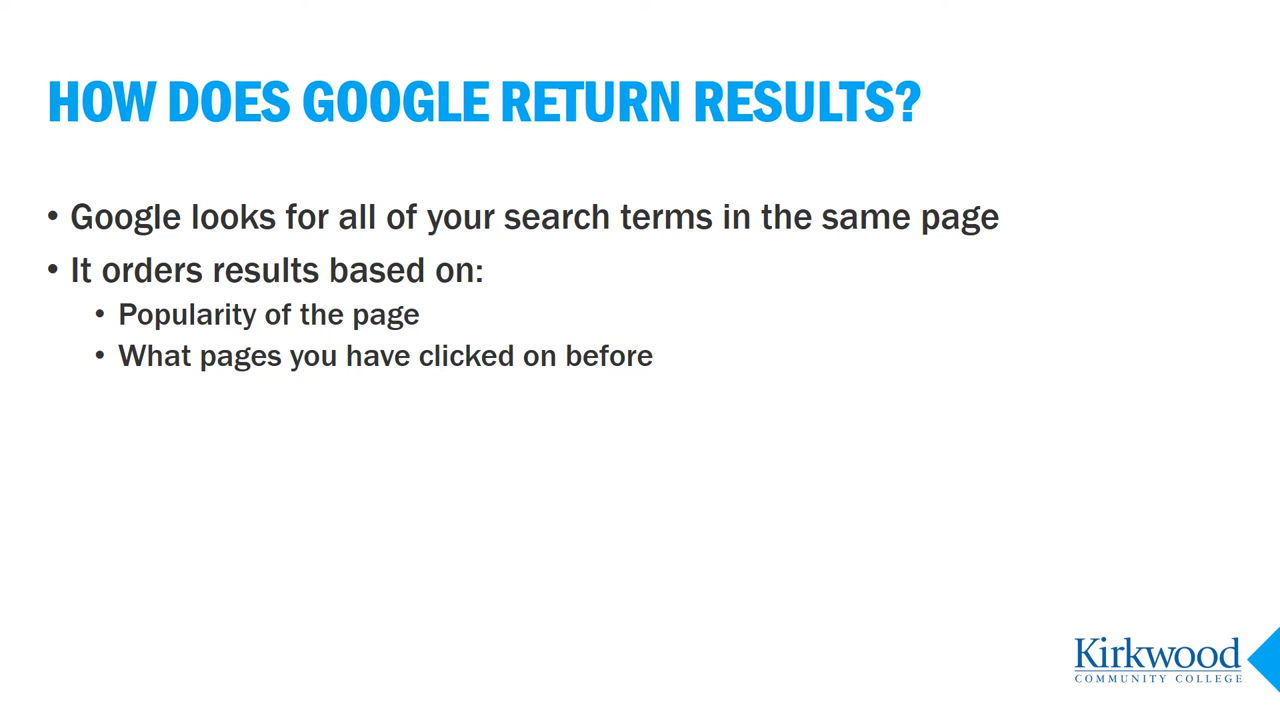 HOW DOES GOOGLE RETURN RESULTS?
• Google looks for all of your search terms in the same page
• It orders results based on:
• Popularity of the page
• What pages you have clicked on before
Kirkwood
COMMUNITY COLLEGE